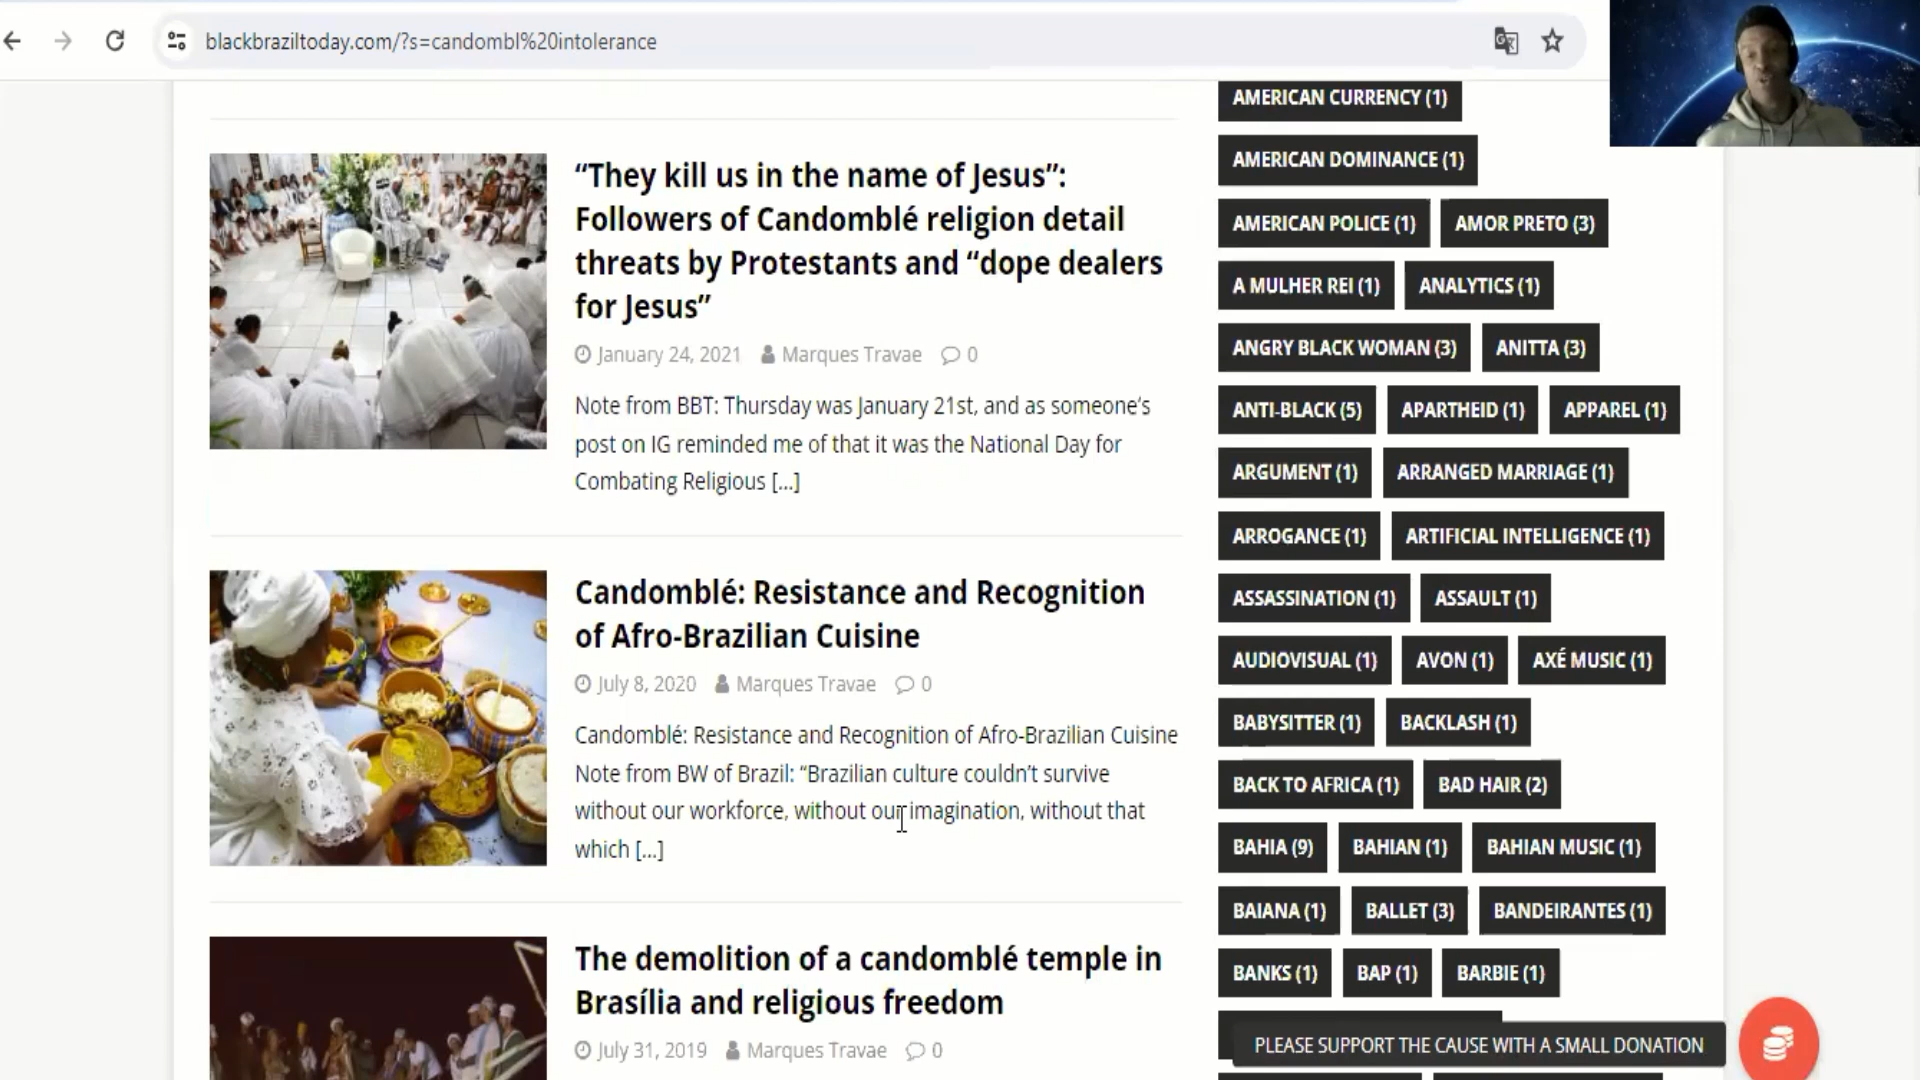 blackbraziltoday.com/?s=candombl%20intolerance
“They kill us in the name of Jesus”:
Followers of Candomblé religion detail
threats by Protestants and “dope dealers
for Jesus”
January 24, 2021 Marques Travae 0
Note from BBT: Thursday was January 21st, and as someone’s
post on IG reminded me of that it was the National Day for
Combating Religious [...]
Candomblé: Resistance and Recognition
of Afro-Brazilian Cuisine
July 8, 2020 Marques Travae 0
Candomblé: Resistance and Recognition of Afro-Brazilian Cuisine
Note from BW of Brazil: “Brazilian culture couldn’t survive
without our workforce, without our imagination, without that
which [...]
The demolition of a candomblé temple in
Brasília and religious freedom
July 31, 2019 Marques Travae 0
AMERICAN CURRENCY (1)
AMERICAN DOMINANCE (1)
AMERICAN POLICE (1) AMOR PRETO (3)
A MULHER REI (1) ANALYTICS (1)
ANGRY BLACK WOMAN (3) ANITTA (3)
ANTI-BLACK (5) APARTHEID (1) APPAREL (1)
ARGUMENT (1) ARRANGED MARRIAGE (1)
ARROGANCE (1) ARTIFICIAL INTELLIGENCE (1)
ASSASSINATION (1) ASSAULT (1)
AUDIOVISUAL (1) AVON (1) AXÉ MUSIC (1)
BABYSITTER (1) BACKLASH (1)
BACK TO AFRICA (1) BAD HAIR (2)
BAHIA (9) BAHIAN (1) BAHIAN MUSIC (1)
BAIANA (1) BALLET (3) BANDEIRANTES (1)
BANKS (1) BAP (1) BARBIE (1)
PLEASE SUPPORT THE CAUSE WITH A SMALL DONATION